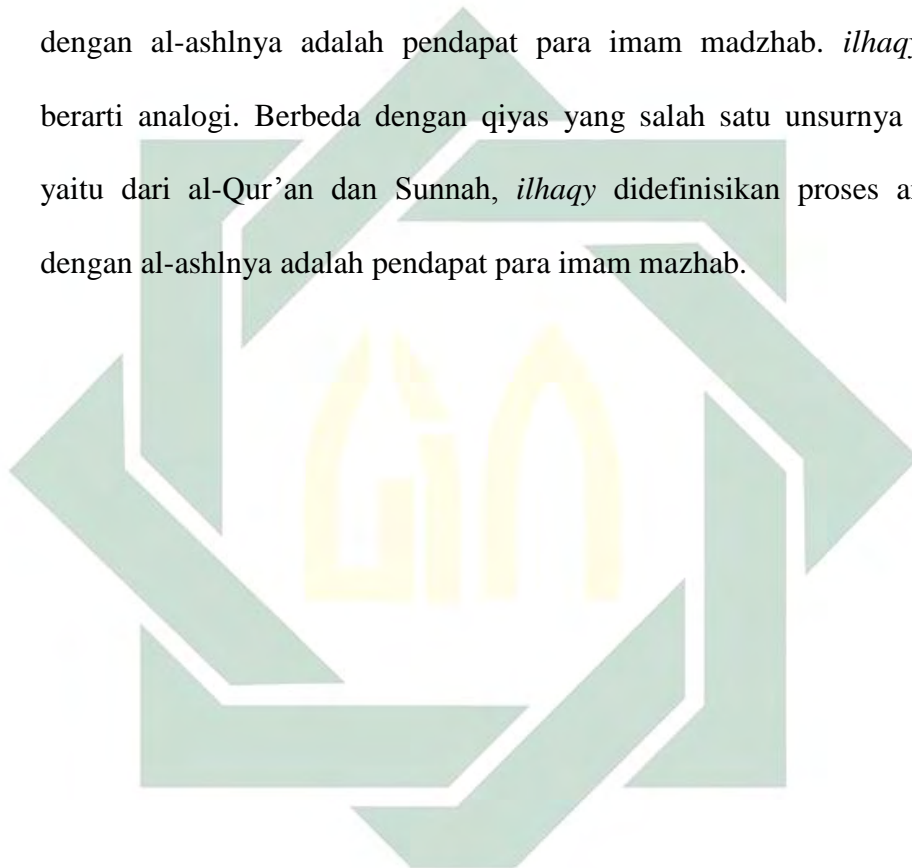 dengan al-ashlnya adalah pendapat para imam madzhab. ilhaqy
berarti analogi. Berbeda dengan qiyas yang salah satu unsurnya
yaitu dari al-Qur’an dan Sunnah, ilhaqy didefinisikan proses
dengan al-ashlnya adalah pendapat para imam mazhab.